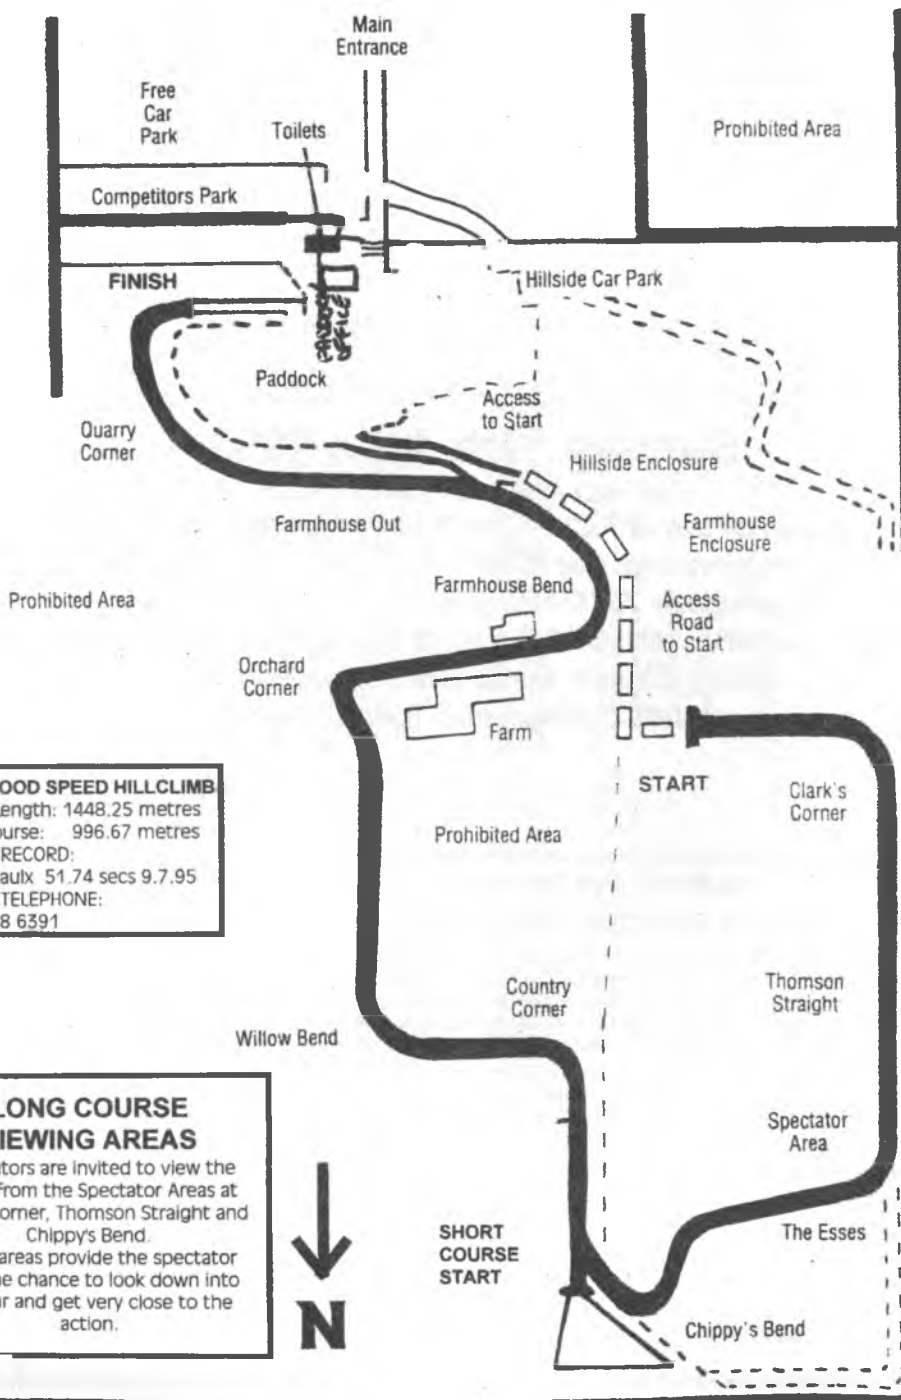 Main
Entrance
Free
Car
Park
Toilets
Prohibited Area
Competitors Park
FINISH
Hillside Car Park
PADDOCK
OFFICE
Paddock
Access
to Start
Quarry
Corner
Hillside Enclosure
Farmhouse Out
Farmhouse
Enclosure
Farmhouse Bend
Prohibited Area
Access
Road
to Start
Orchard
Corner
Farm
START
Clark's
Corner
OOD SPEED HILLCLIMB
ength: 1448.25 metres
ourse: 996.67 metres
RECORD:
aulx 51.74 secs 9.7.95
TELEPHONE:
8 6391
Prohibited Area
Country
Corner
Thomson
Straight
Willow Bend
LONG COURSE
IEWING AREAS
tors are invited to view the
from the Spectator Areas at
orner, Thomson Straight and
Chippy's Bend.
areas provide the spectator
e chance to look down into
r and get very close to the
action.
Spectator
Area
N
SHORT
COURSE
START
The Esses
Chippy's Bend